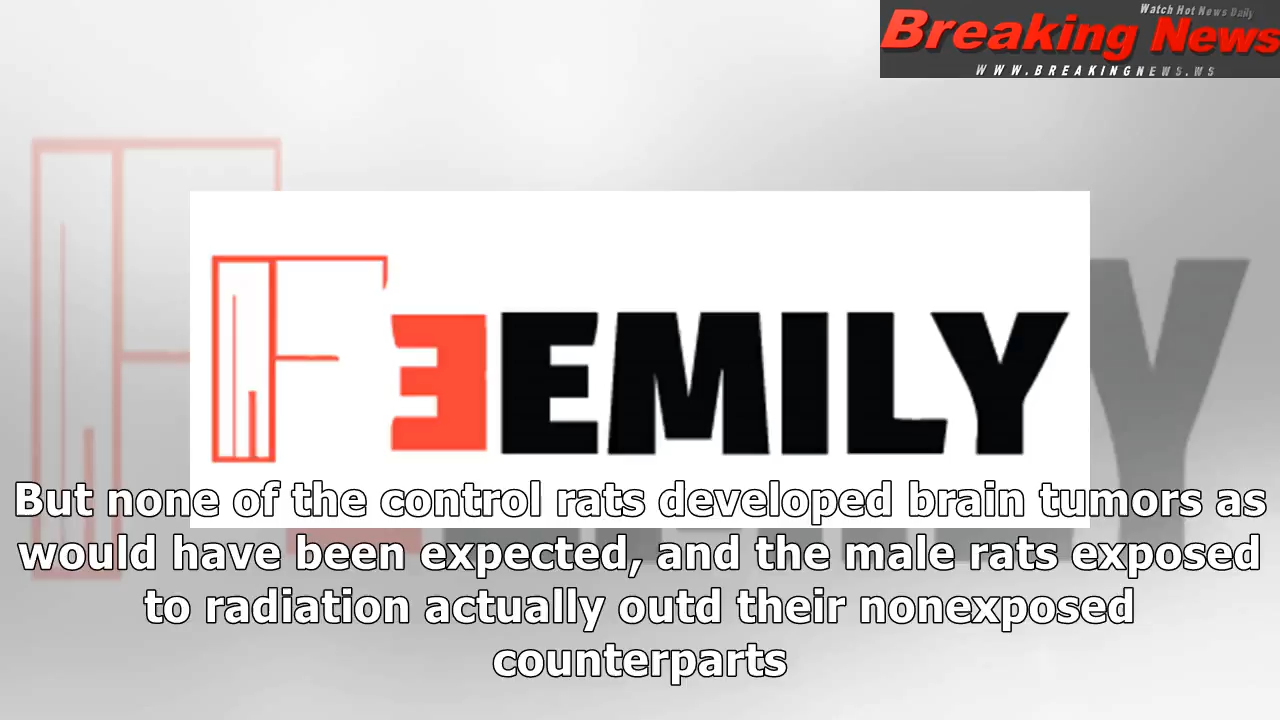 Watch Hot News Daily
Breaking News
WWW.BREAKINGNEWS.WS
EMILY
But none of the control rats developed brain tumors as
would have been expected, and the male rats exposed
to radiation actually outd their nonexposed
counterparts